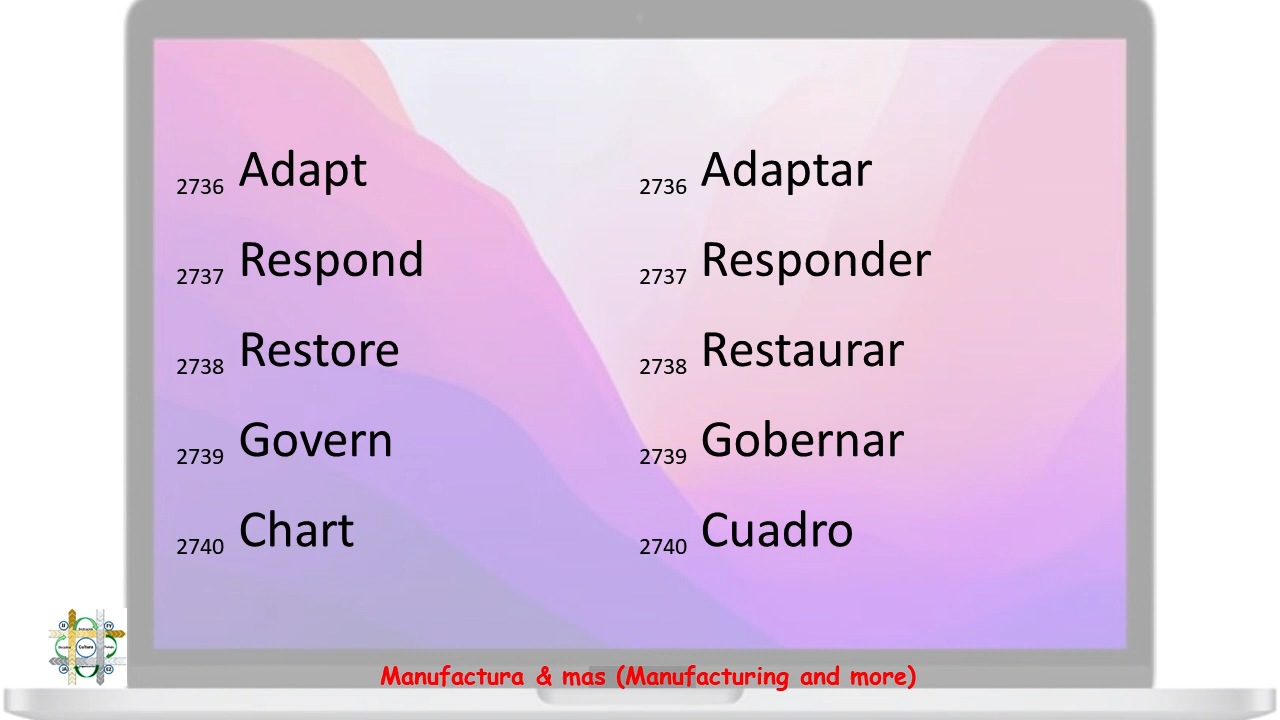 2736 Adapt
2736 Adaptar
2737 Respond
2737 Responder
2738 Restore
2738 Restaurar
2739 Govern
2739 Gobernar
2740 Chart
2740 Cuadro
Cultura
Manufactura & mas (Manufacturing and more)